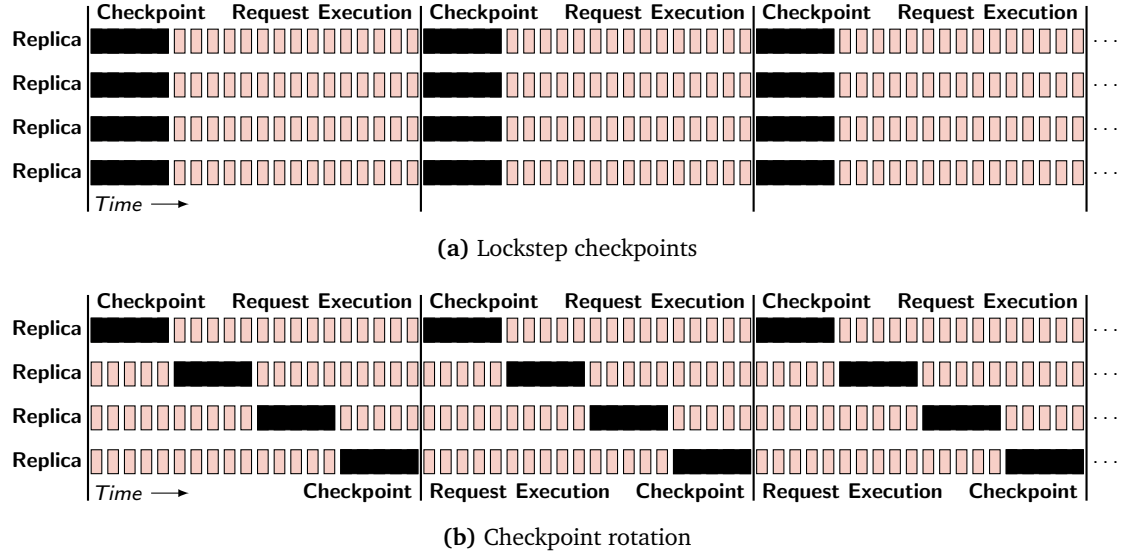 Checkpoint Request Execution Checkpoint Request Execution Checkpoint Request Execution
Replica ...
Replica ...
Replica ...
Replica ...
Time
(a) Lockstep checkpoints
Checkpoint Request Execution Checkpoint Request Execution Checkpoint Request Execution
Replica ...
Replica ...
Replica ...
Replica ...
Time Checkpoint Request Execution Checkpoint Request Execution Checkpoint
(b) Checkpoint rotation